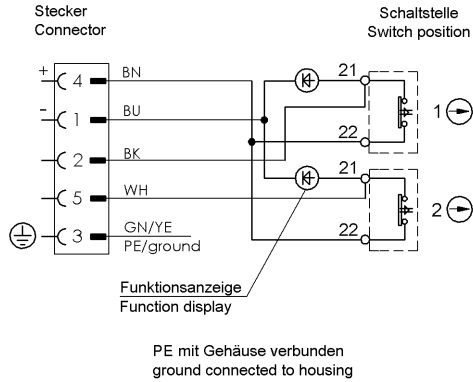 Stecker
Connector
Schaltstelle
Switch position
+
4
BN
21
−
1
BU
1
22
2
BK
21
5
WH
2
3
GN/YE
PE/ground
22
Funktionsanzeige
Function display
PE mit Gehäuse verbunden
ground connected to housing